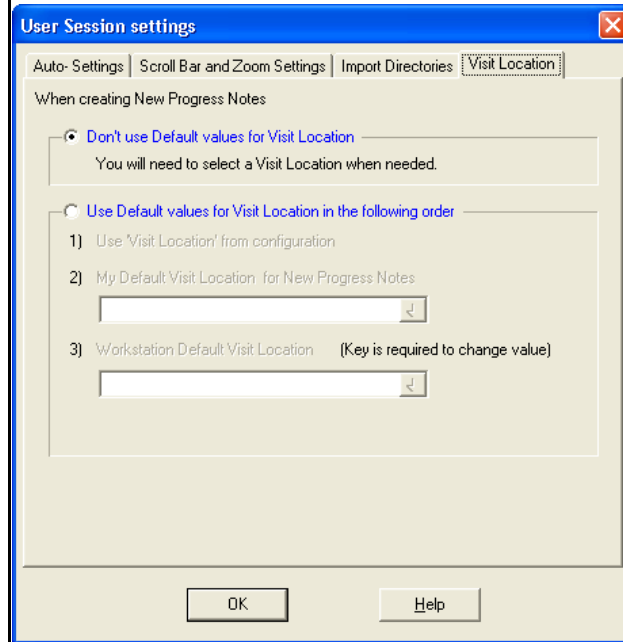 User Session settings
Auto- Settings Scroll Bar and Zoom Settings Import Directories Visit Location
When creating New Progress Notes
Don't use Default values for Visit Location
You will need to select a Visit Location when needed.
Use Default values for Visit Location in the following order
1) Use 'Visit Location' from configuration
2) My Default Visit Location for New Progress Notes
3) Workstation Default Visit Location (Key is required to change value)
OK Help